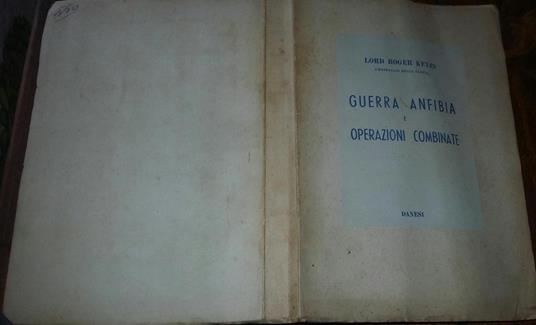 LORD ROGER KEYES
GUERRA ANFIBIA
E
OPERAZIONI COMBINATE
DANESI